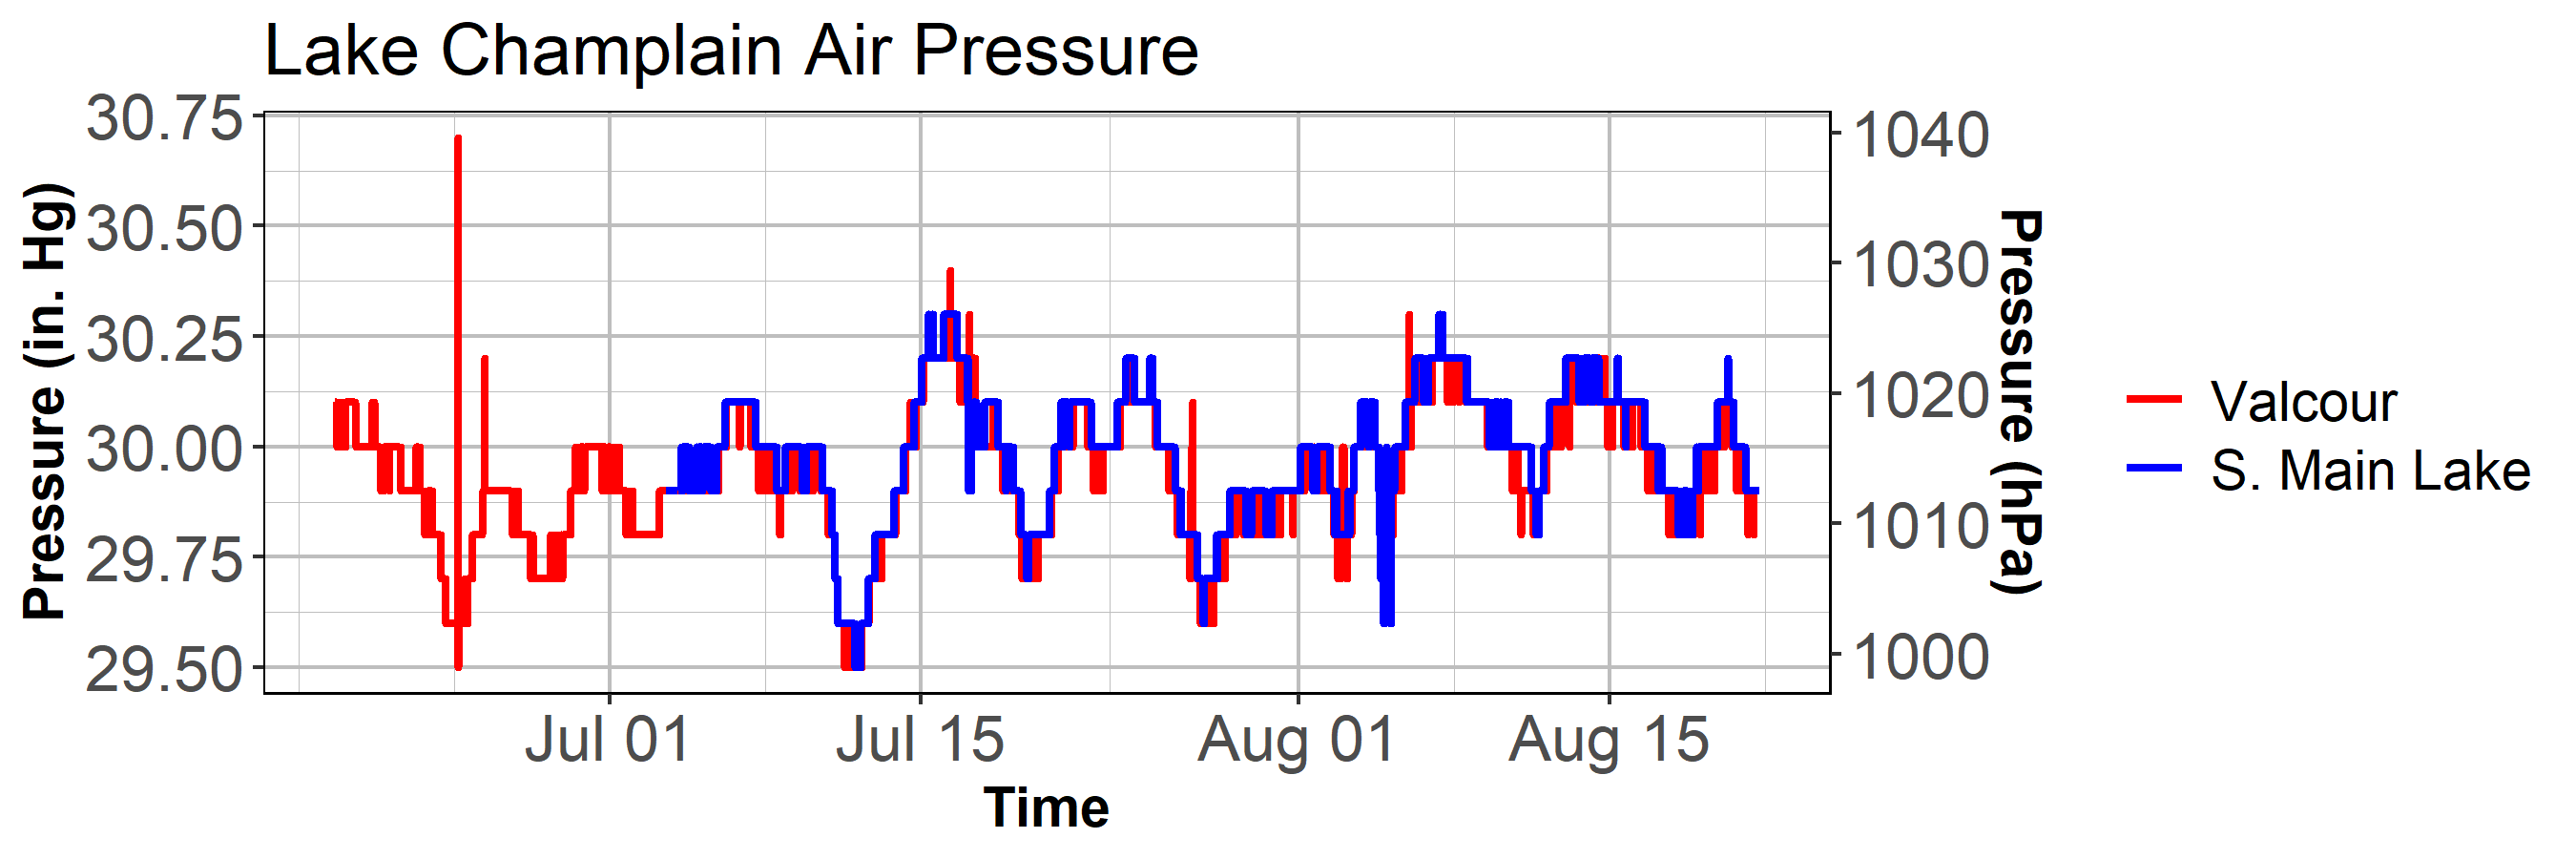 Lake Champlain Air Pressure
Pressure (in. Hg)
30.75
30.50
30.25
30.00
29.75
29.50
1040
1030
1020
1010
1000
Pressure (hPa)
Jul 01
Jul 15
Aug 01
Aug 15
Time
Valcour
S. Main Lake